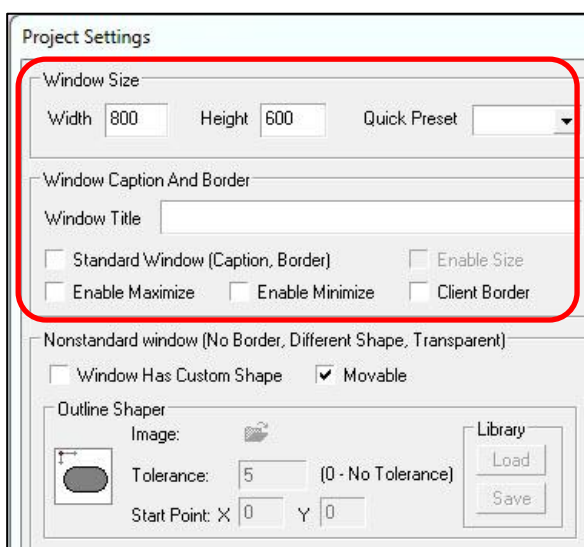 Project Settings
Window Size
Width 800 Height 600 Quick Preset
Window Caption And Border
Window Title
Standard Window (Caption, Border) Enable Size
Enable Maximize Enable Minimize Client Border
Nonstandard window (No Border, Different Shape, Transparent)
Window Has Custom Shape Movable
Outline Shaper
Image:
Library
Load
Tolerance: 5 (0 - No Tolerance)
Save
Start Point: X 0 Y 0